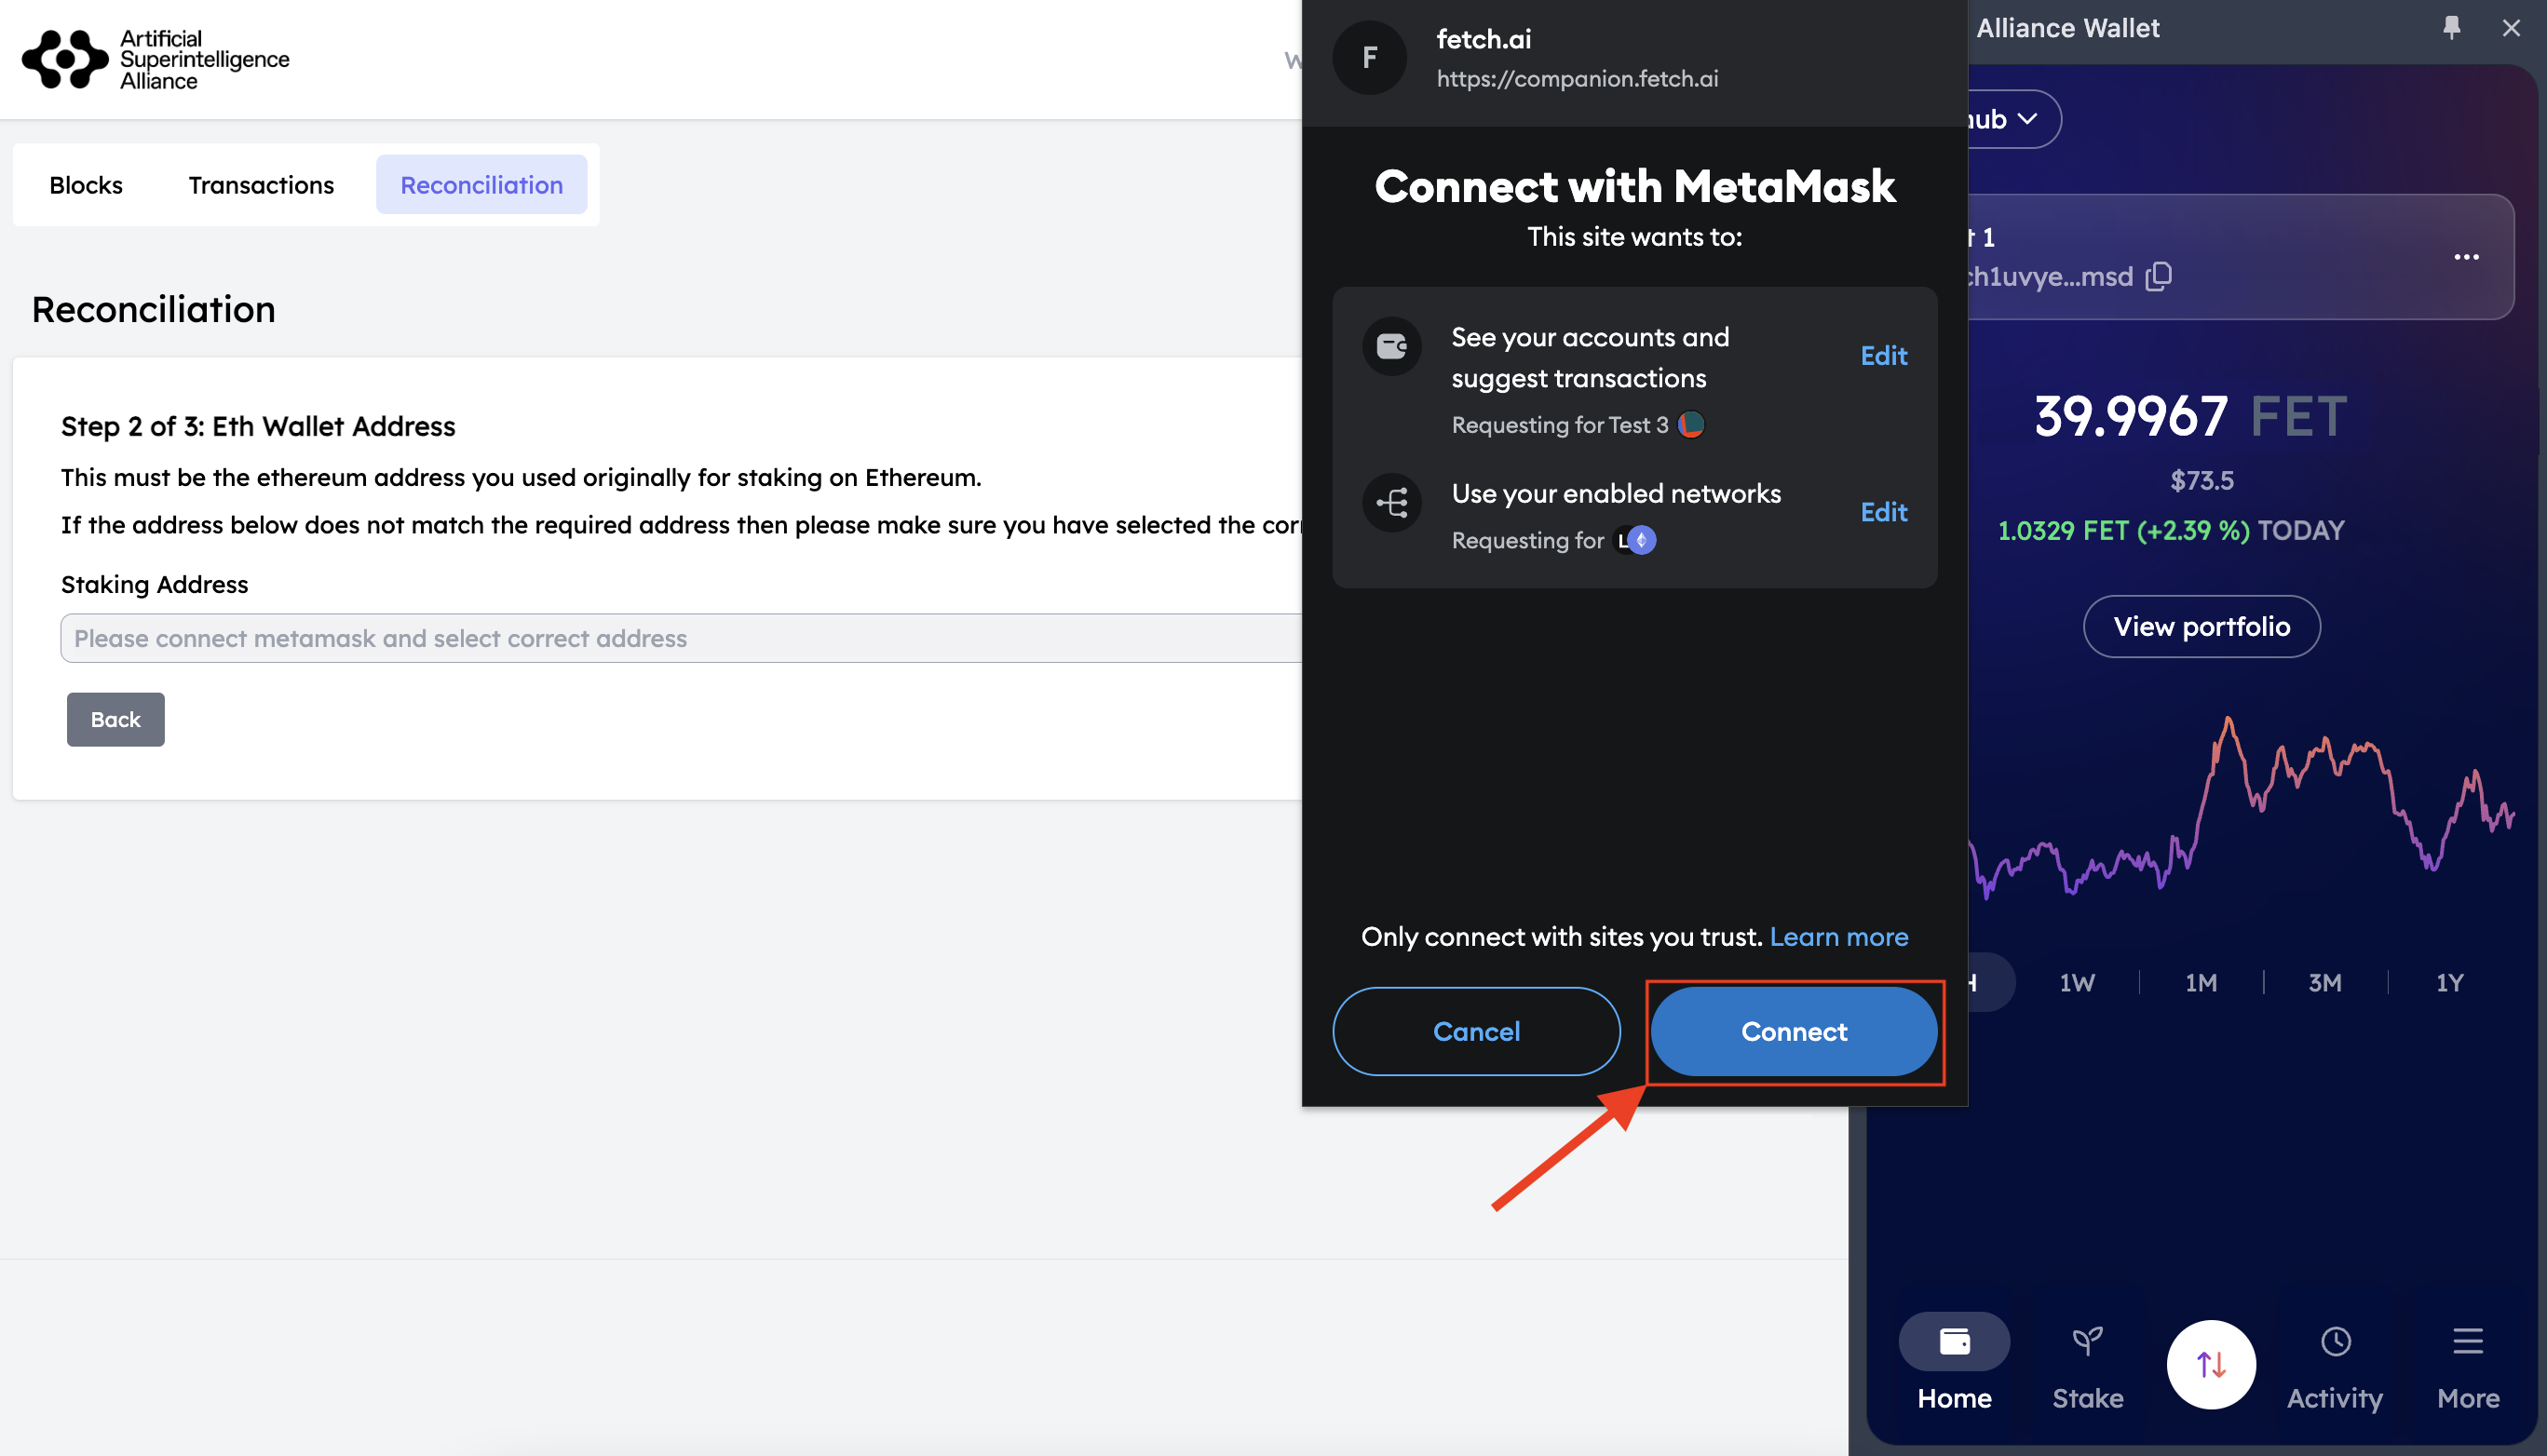 Artificial
Superintelligence
Alliance
W
Blocks
Transactions
Reconciliation
Reconciliation
Step 2 of 3: Eth Wallet Address
This must be the ethereum address you used originally for staking on Ethereum.
If the address below does not match the required address then please make sure you have selected the corr
Staking Address
Please connect metamask and select correct address
Back
F
fetch.ai
https://companion.fetch.ai
Connect with MetaMask
This site wants to:
See your accounts and
suggest transactions
Edit
Requesting for Test 3
Use your enabled networks
Edit
Requesting for L
Only connect with sites you trust. Learn more
Cancel
Connect
Alliance Wallet
ub
t 1
ch1uvye...msd
39.9967 FET
$73.5
1.0329 FET (+2.39 %) TODAY
View portfolio
H
1W
1M
3M
1Y
Home
Stake
Activity
More